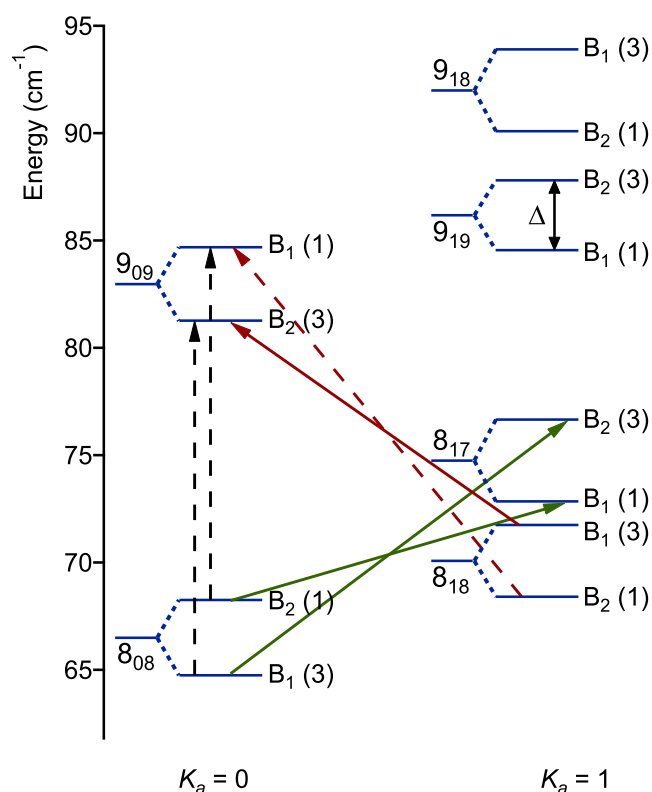 95
Energy (cm⁻¹)
9₁₈
B₁ (3)
90
B₂ (1)
B₂ (3)
Δ
9₁₉
85
B₁ (1)
B₁ (1)
9₀₉
B₂ (3)
80
B₂ (3)
8₁₇
75
B₁ (1)
B₁ (3)
70
8₁₈
B₂ (1)
B₂ (1)
8₀₈
65
B₁ (3)
Kₐ = 0
Kₐ = 1